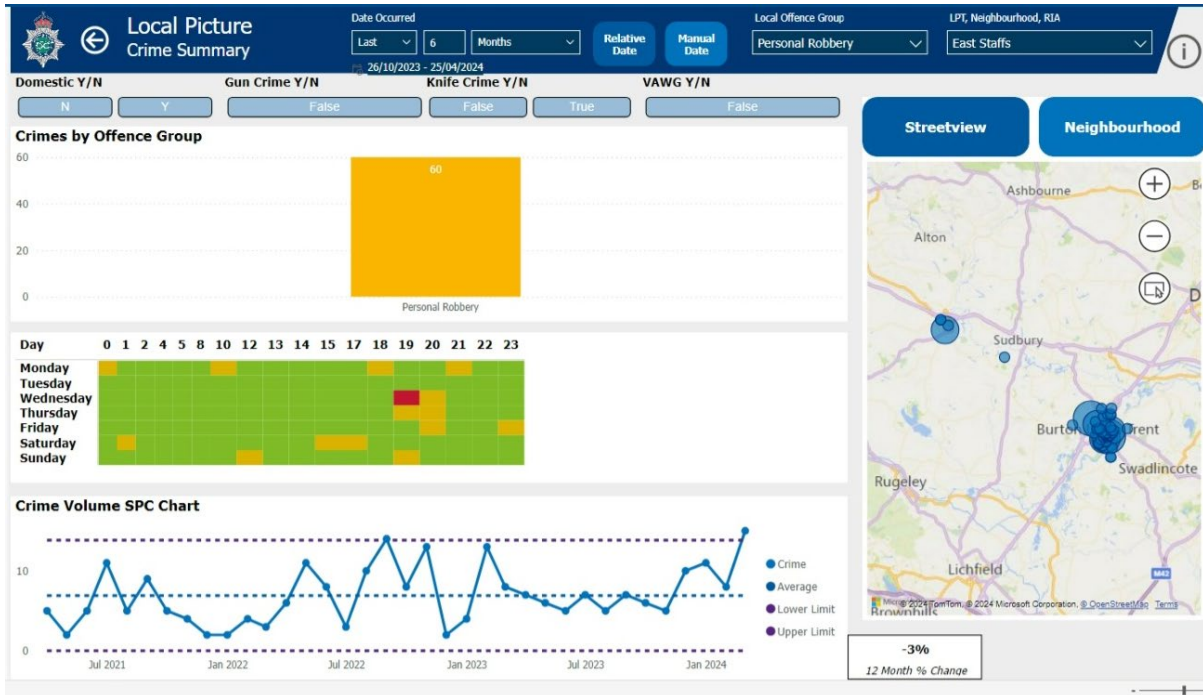 Local Picture
Crime Summary
Date Occurred
Last 6 Months
26/10/2023 - 25/04/2024
Relative
Date
Manual
Date
Local Offence Group
Personal Robbery
LPT, Neighbourhood, RIA
East Staffs
Domestic Y/N Gun Crime Y/N Knife Crime Y/N VAWG Y/N
N Y False False True False
Crimes by Offence Group
60
40
20
0
60
Personal Robbery
Streetview Neighbourhood
Ashbourne
Alton
Sudbury
Trent
Swadlincote
Rugeley
Lichfield
M42
Brownhills
© 2024 TomTom, © 2024 Microsoft Corporation, © OpenStreetMap Terms
Day 0 1 2 4 5 8 10 12 13 14 15 17 18 19 20 21 22 23
Monday
Tuesday
Wednesday
Thursday
Friday
Saturday
Sunday
Crime Volume SPC Chart
10
0
Jul 2021 Jan 2022 Jul 2022 Jan 2023 Jul 2023 Jan 2024
Crime
Average
Lower Limit
Upper Limit
-3%
12 Month % Change